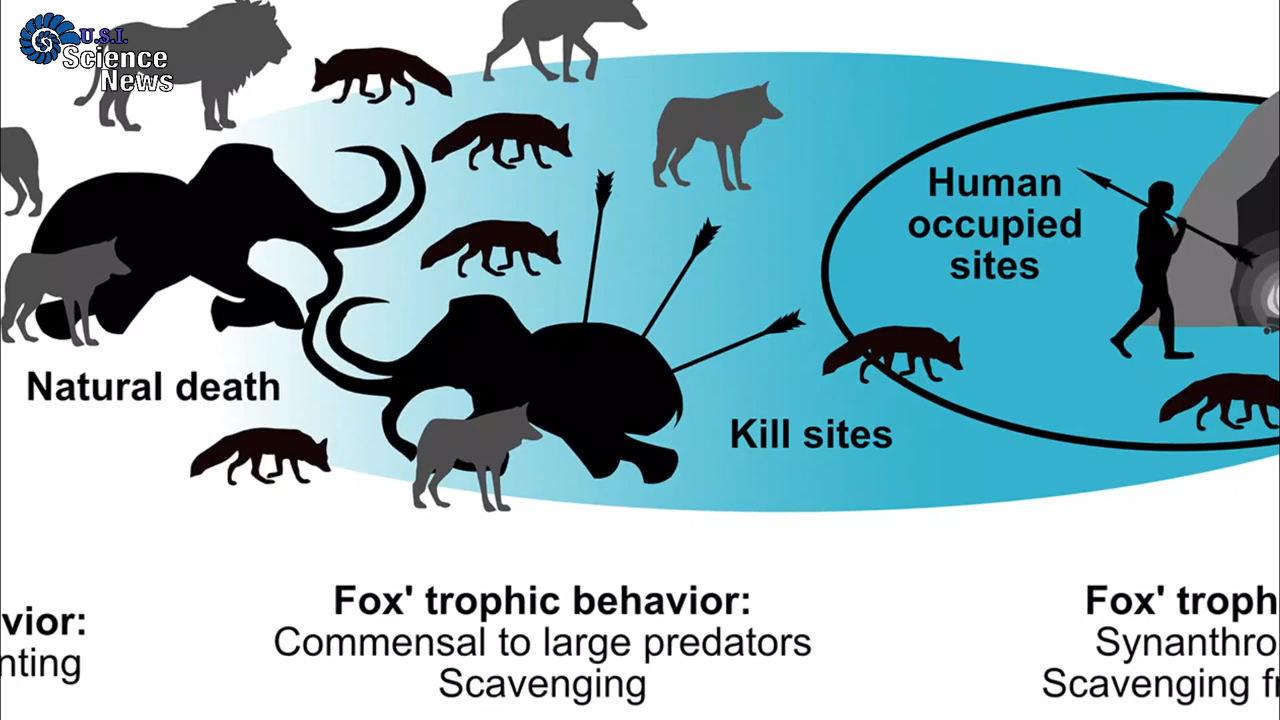 U.S.I.
Science
News
Human
occupied
sites
Natural death
Kill sites
vior:
nting
Fox' trophic behavior:
Commensal to large predators
Scavenging
Fox' troph
Synanthro
Scavenging f